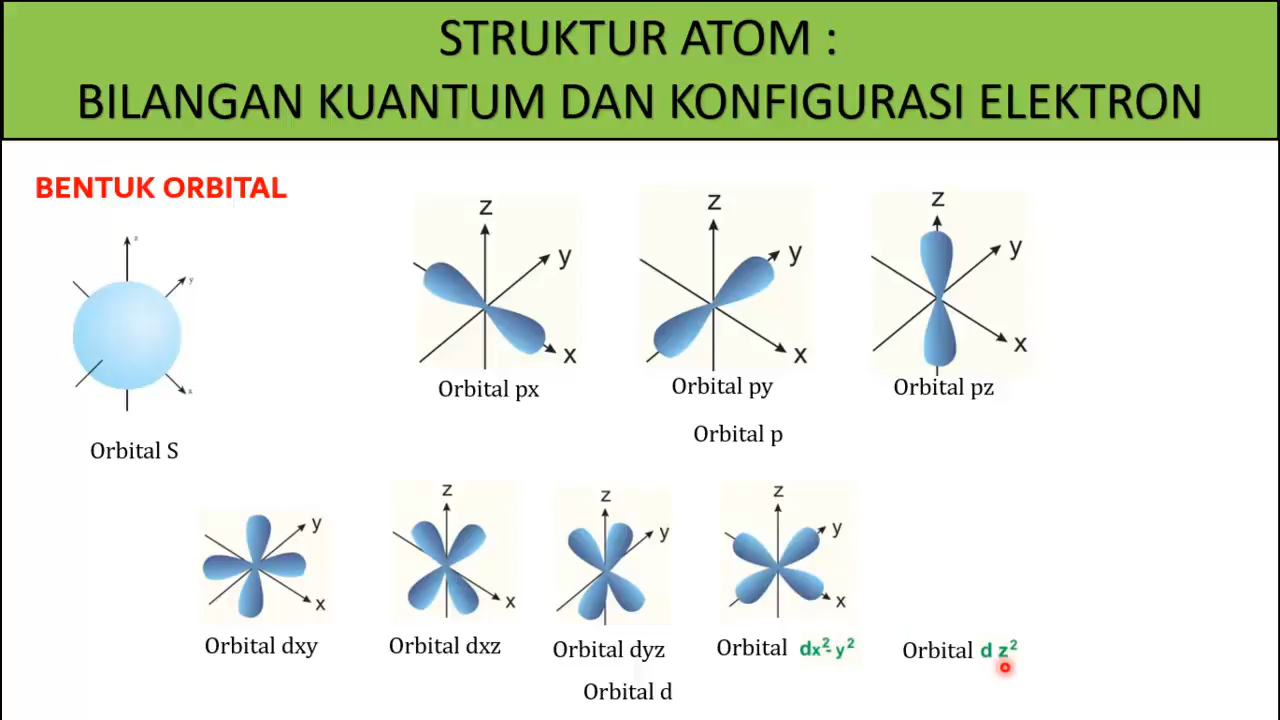 STRUKTUR ATOM :
BILANGAN KUANTUM DAN KONFIGURASI ELEKTRON
BENTUK ORBITAL
z
y
x
Orbital S
z
y
x
Orbital px
z
y
x
Orbital py
z
y
x
Orbital pz
Orbital p
y
x
Orbital dxy
z
x
Orbital dxz
z
y
Orbital dyz
z
y
x
Orbital dx²-y²
Orbital d z²
Orbital d